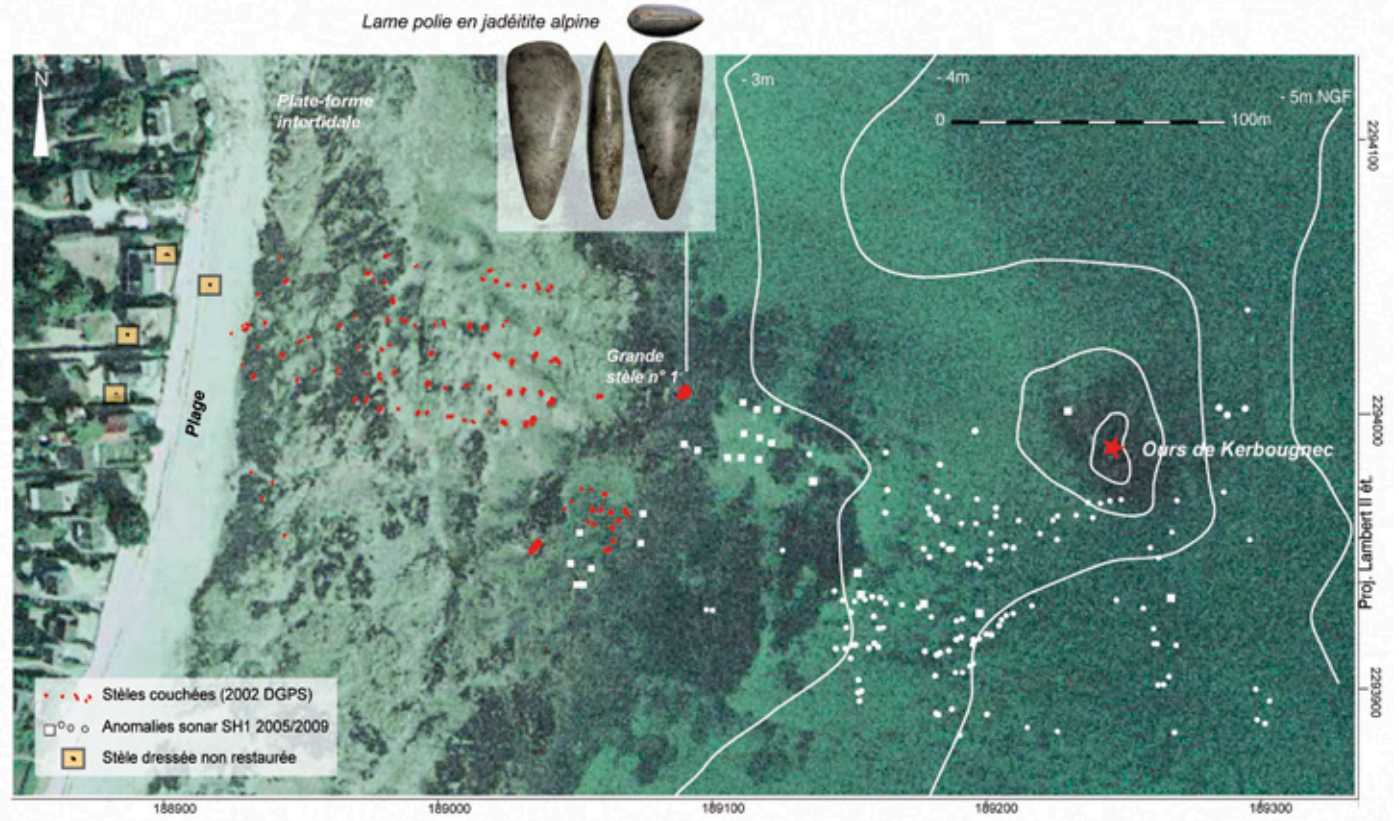 Lame polie en jadéitite alpine
N
Plate-forme
intertidale
- 3m
- 4m
- 5m NGF
0 100m
2294100
Grande
stèle n° 1
Plage
2294000
Ours de Kerbougnec
Proj. Lambert II ét.
2293900
Stèles couchées (2002 DGPS)
Anomalies sonar SH1 2005/2009
Stèle dressée non restaurée
188900 189000 189100 189200 189300